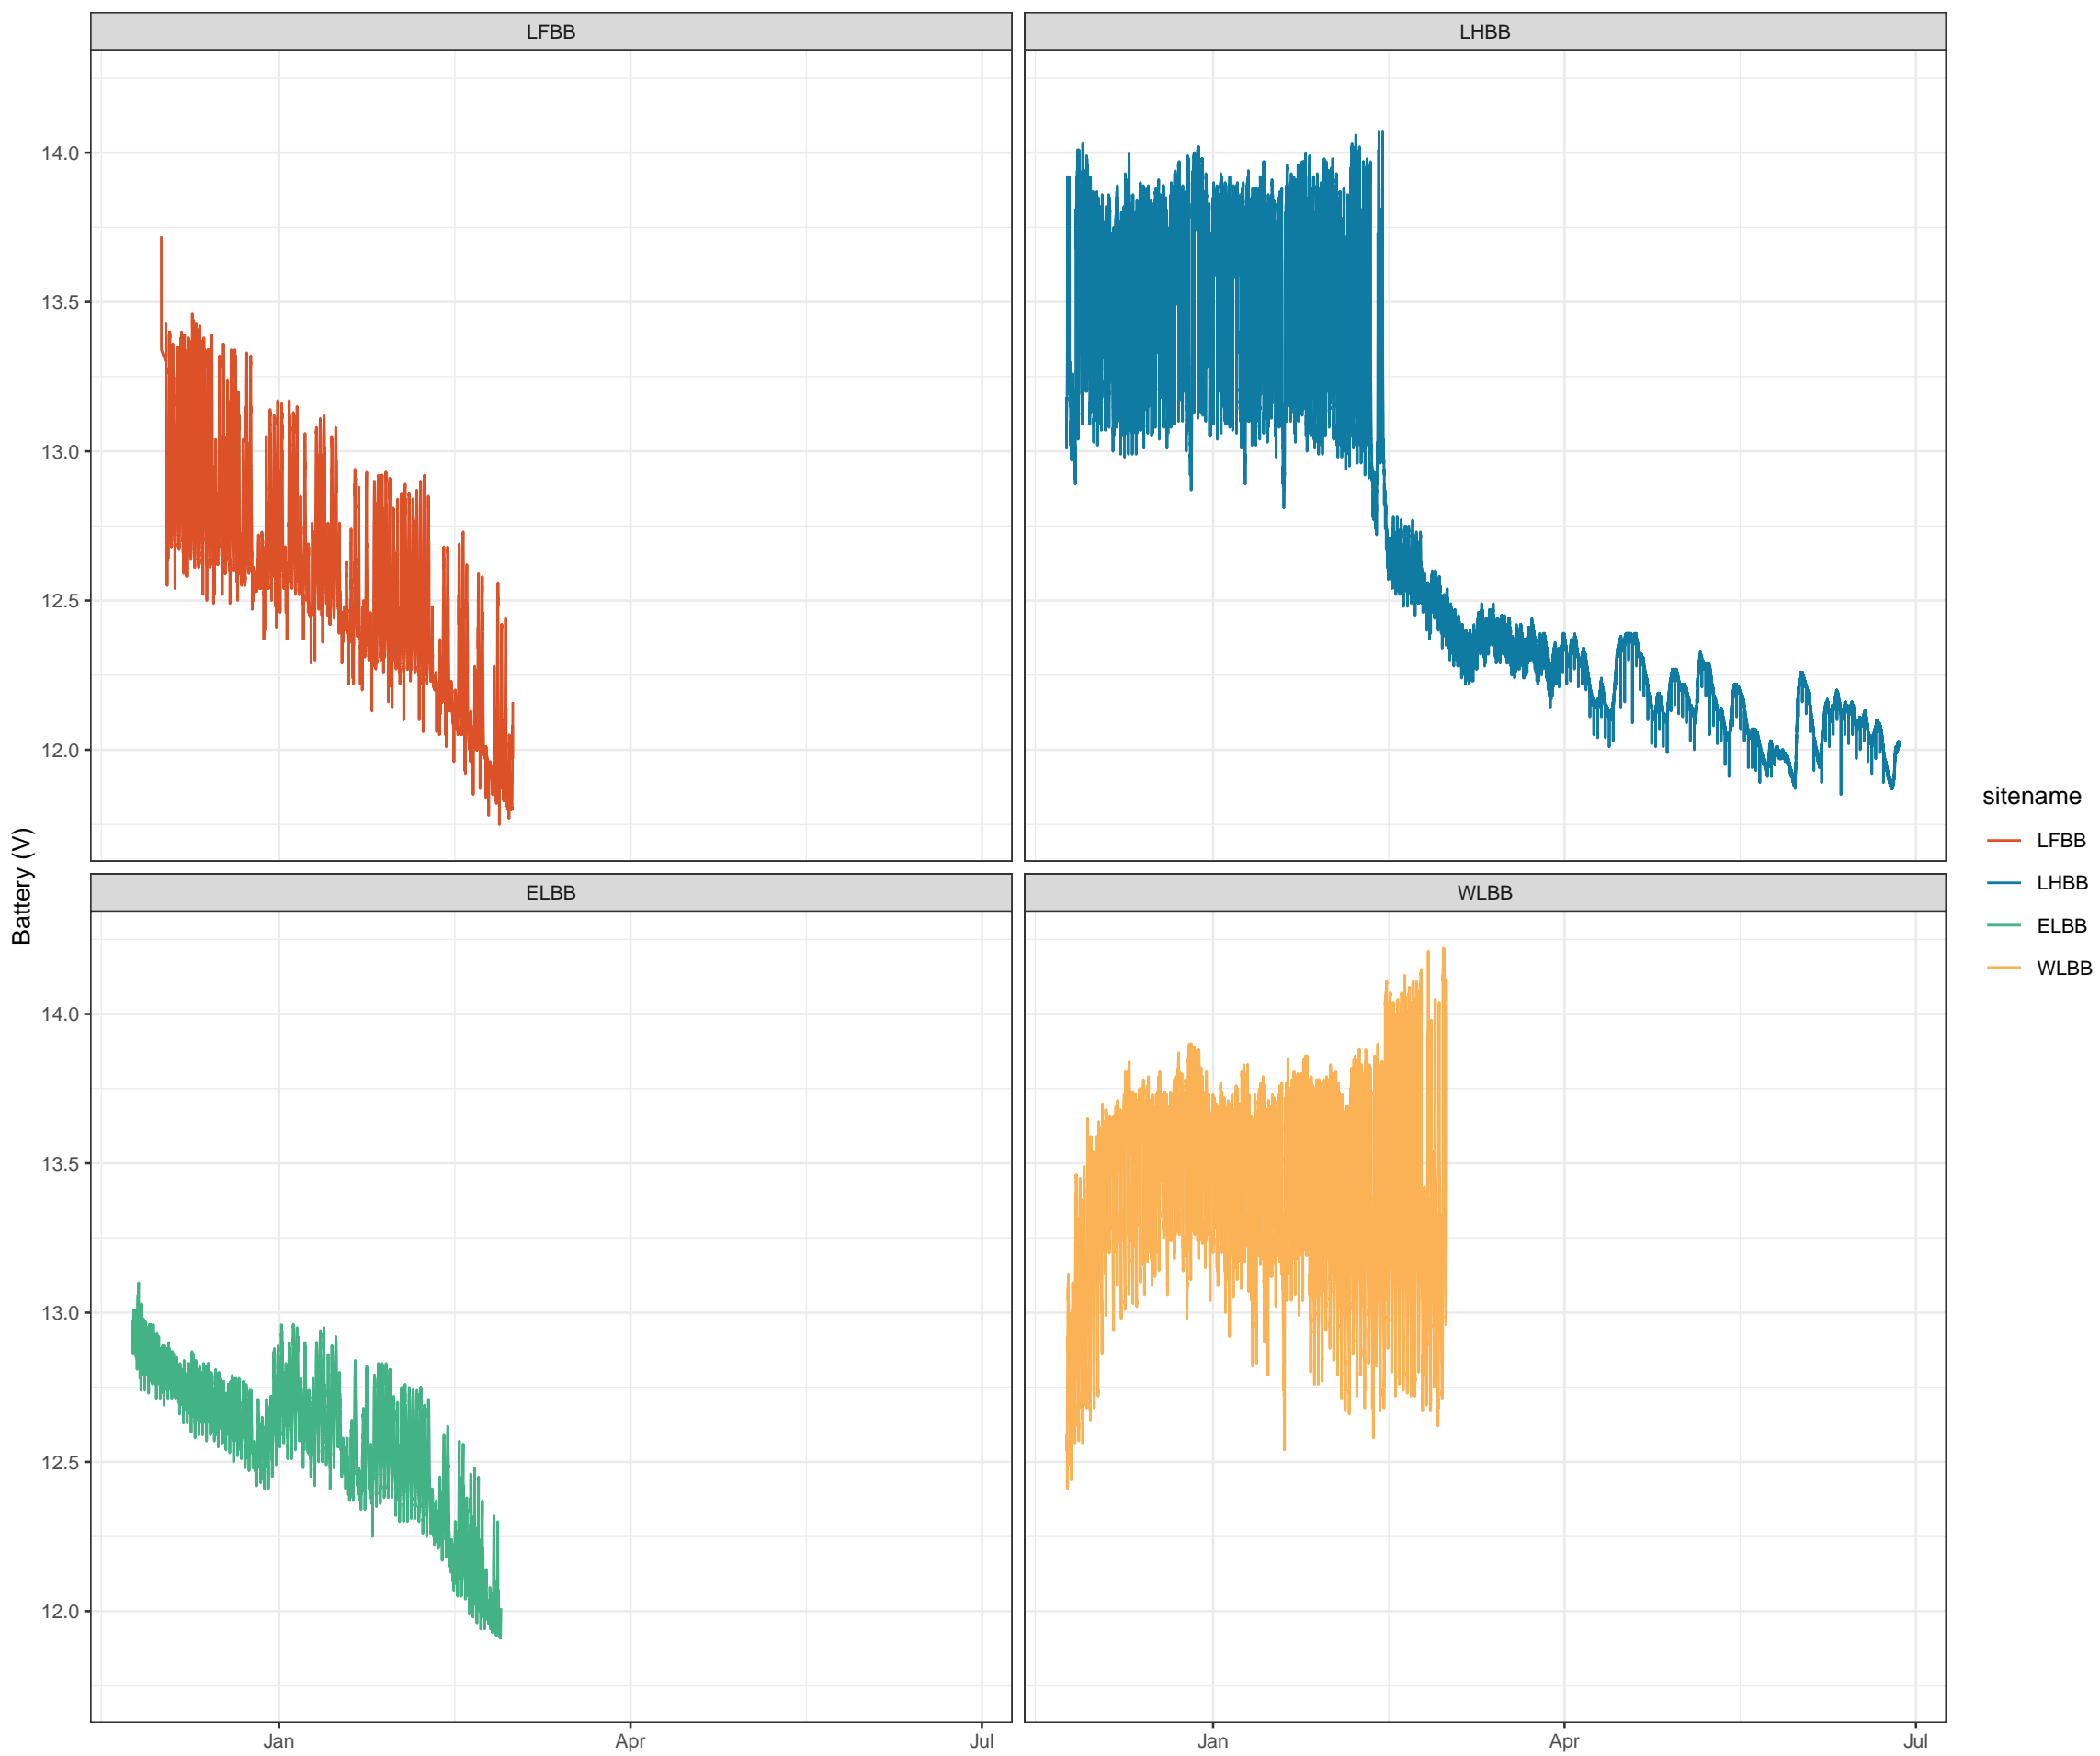 LFBB
LHBB
14.0
13.5
13.0
12.5
12.0
ELBB
WLBB
14.0
13.5
13.0
12.5
12.0
Jan
Apr
Jul
Jan
Apr
Jul
Battery (V)
sitename
LFBB
LHBB
ELBB
WLBB